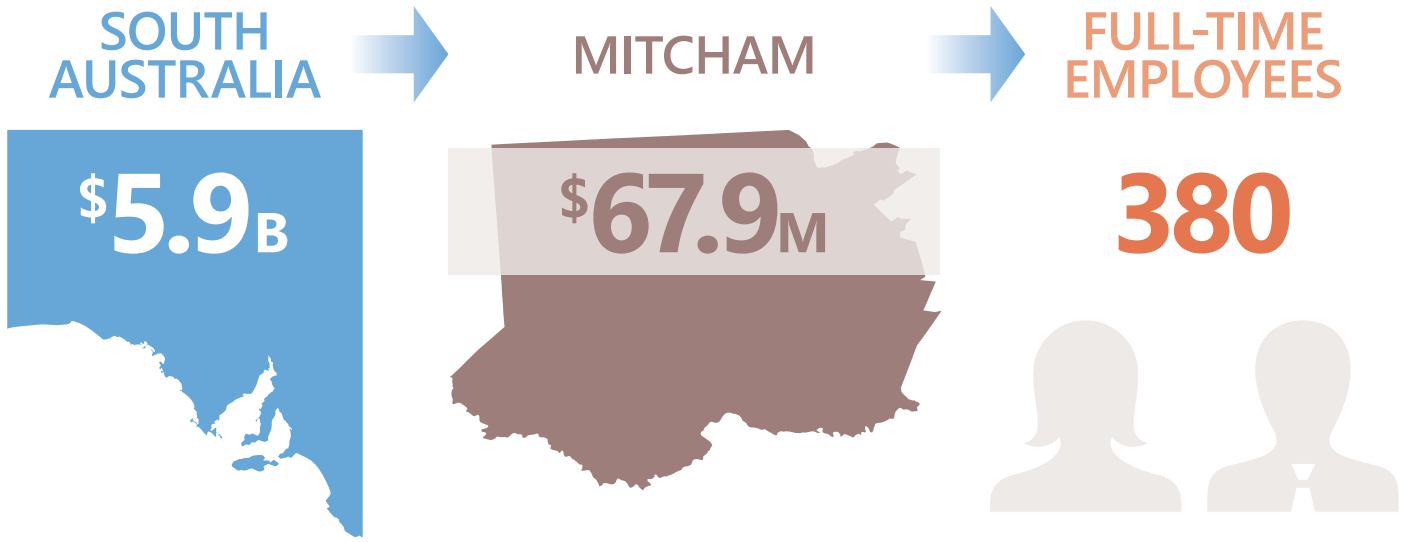 SOUTH
AUSTRALIA
MITCHAM
FULL-TIME
EMPLOYEES
$5.9B
$67.9M
380